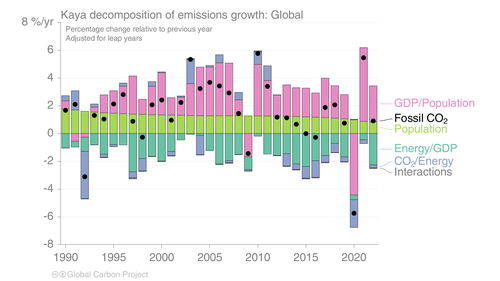 Kaya decomposition of emissions growth: Global
8 %/yr
Percentage change relative to previous year
Adjusted for leap years
6
4
2
0
-2
-4
-6
-8
GDP/Population
Fossil CO₂
Population
Energy/GDP
CO₂/Energy
Interactions
1990 1995 2000 2005 2010 2015 2020
Global Carbon Project